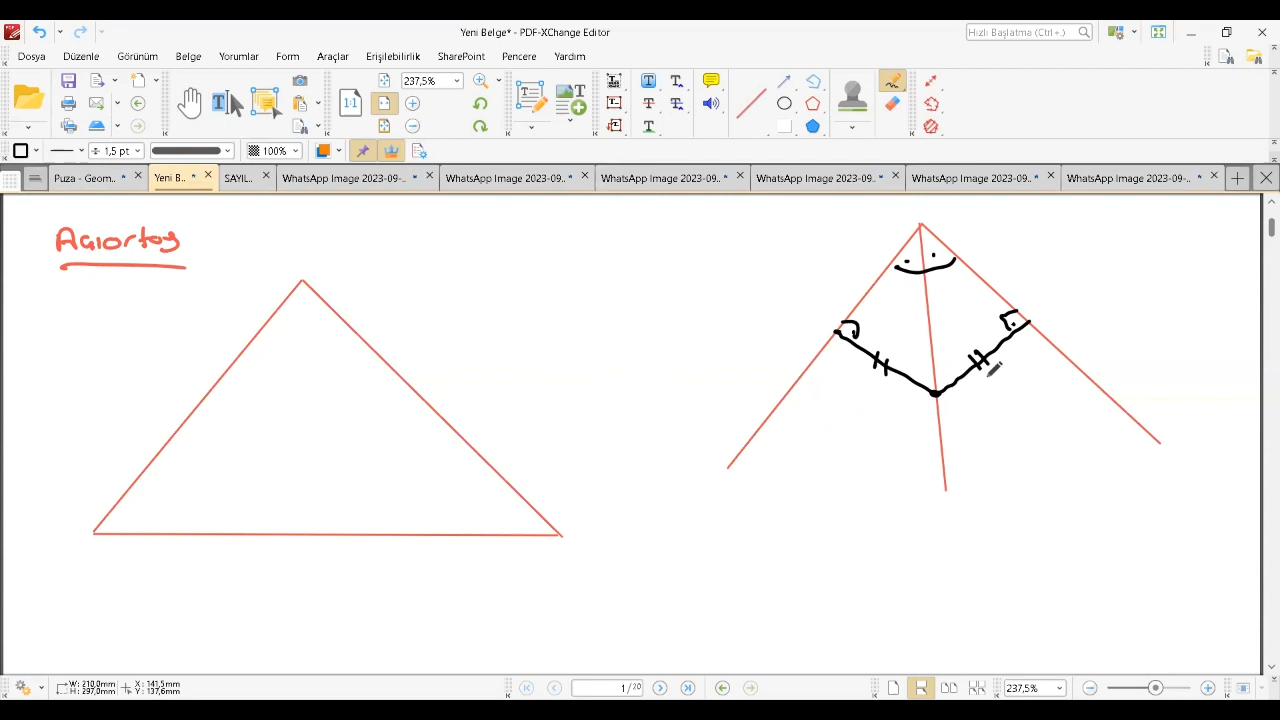 Yeni Belge* - PDF-XChange Editor
Hızlı Başlatma (Ctrl+.)
Dosya Düzenle Görünüm Belge Yorumlar Form Araçlar Erişilebilirlik SharePoint Pencere Yardım
237,5%
1,5 pt
100%
Puza - Geom.. * Yeni B.. * SAYIL.. WhatsApp Image 2023-09-.. * WhatsApp Image 2023-09.. * WhatsApp Image 2023-09.. * WhatsApp Image 2023-09.. * WhatsApp Image 2023-09.. * WhatsApp Image 2023-09-.. *
Açıortay
W: 210,0mm
H: 297,0mm
X: 141,5mm
Y: 137,6mm
1 / 20
237,5%